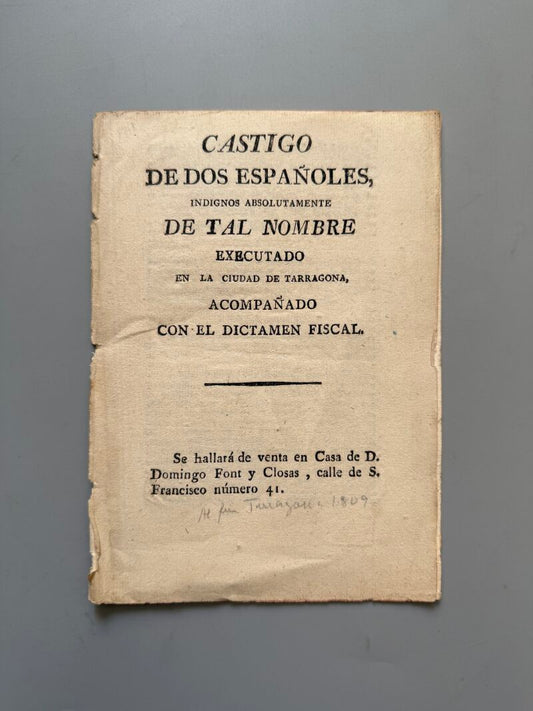 CASTIGO
DE DOS ESPAÑOLES,
INDIGNOS ABSOLUTAMENTE
DE TAL NOMBRE
EXECUTADO
EN LA CIUDAD DE TARRAGONA,
ACOMPAÑADO
CON EL DICTAMEN FISCAL.
Se hallará de venta en Casa de D.
Domingo Font y Closas, calle de S.
Francisco número 41.
Tarragona 1809